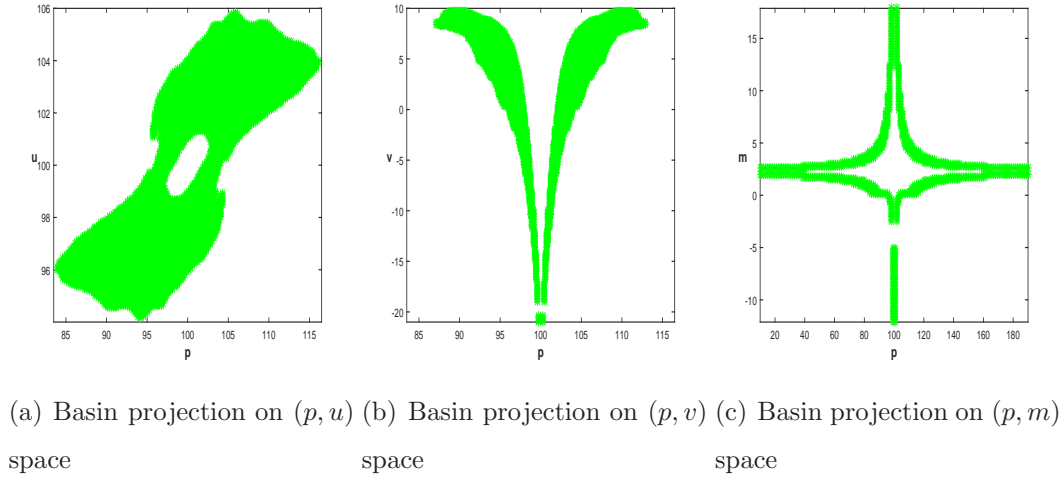 106
104
102
100
98
96
u
85 90 95 100 105 110 115
p
10
5
0
-5
-10
-15
-20
v
85 90 95 100 105 110 115
p
15
10
5
0
-5
-10
m
20 40 60 80 100 120 140 160 180
p
(a) Basin projection on (p, u) space
(b) Basin projection on (p, v) space
(c) Basin projection on (p, m) space